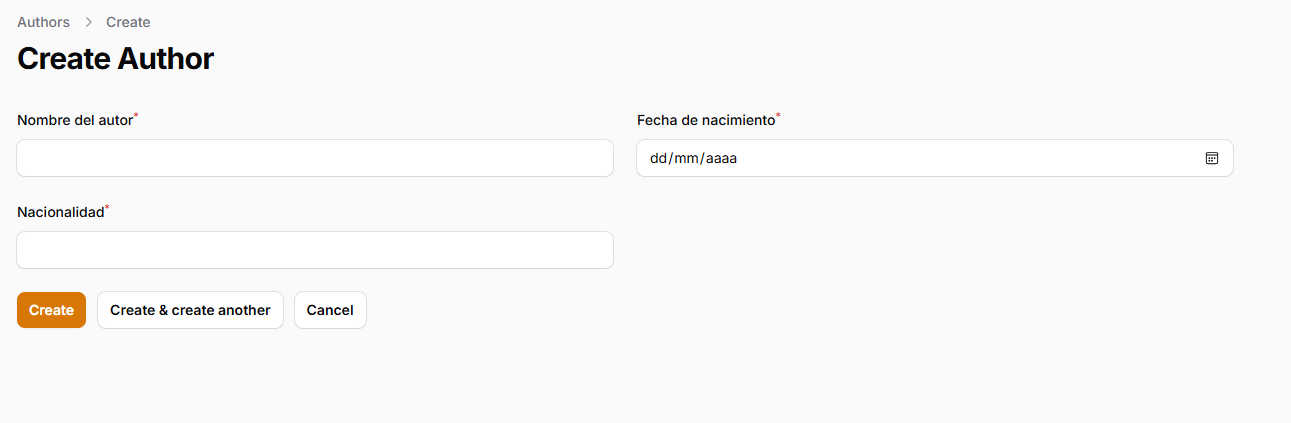 Authors > Create
Create Author
Nombre del autor*
Fecha de nacimiento*
dd/mm/aaaa
Nacionalidad*
Create
Create & create another
Cancel